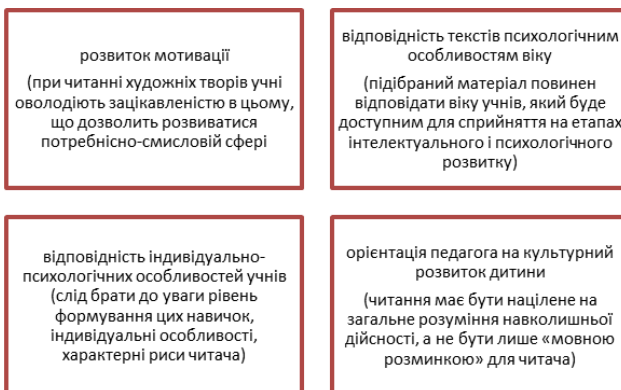 розвиток мотивації
(при читанні художніх творів учні
оволодіють зацікавленістю в цьому,
що дозволить розвиватися
потребнісно-смисловій сфері
відповідність текстів психологічним
особливостям віку
(підібраний матеріал повинен
відповідати віку учнів, який буде
доступним для сприйняття на етапах
інтелектуального і психологічного
розвитку)
відповідність індивідуально-
психологічних особливостей учнів
(слід брати до уваги рівень
формування цих навичок,
індивідуальні особливості,
характерні риси читача)
орієнтація педагога на культурний
розвиток дитини
(читання має бути націлене на
загальне розуміння навколишньої
дійсності, а не бути лише «мовною
розминкою» для читача)